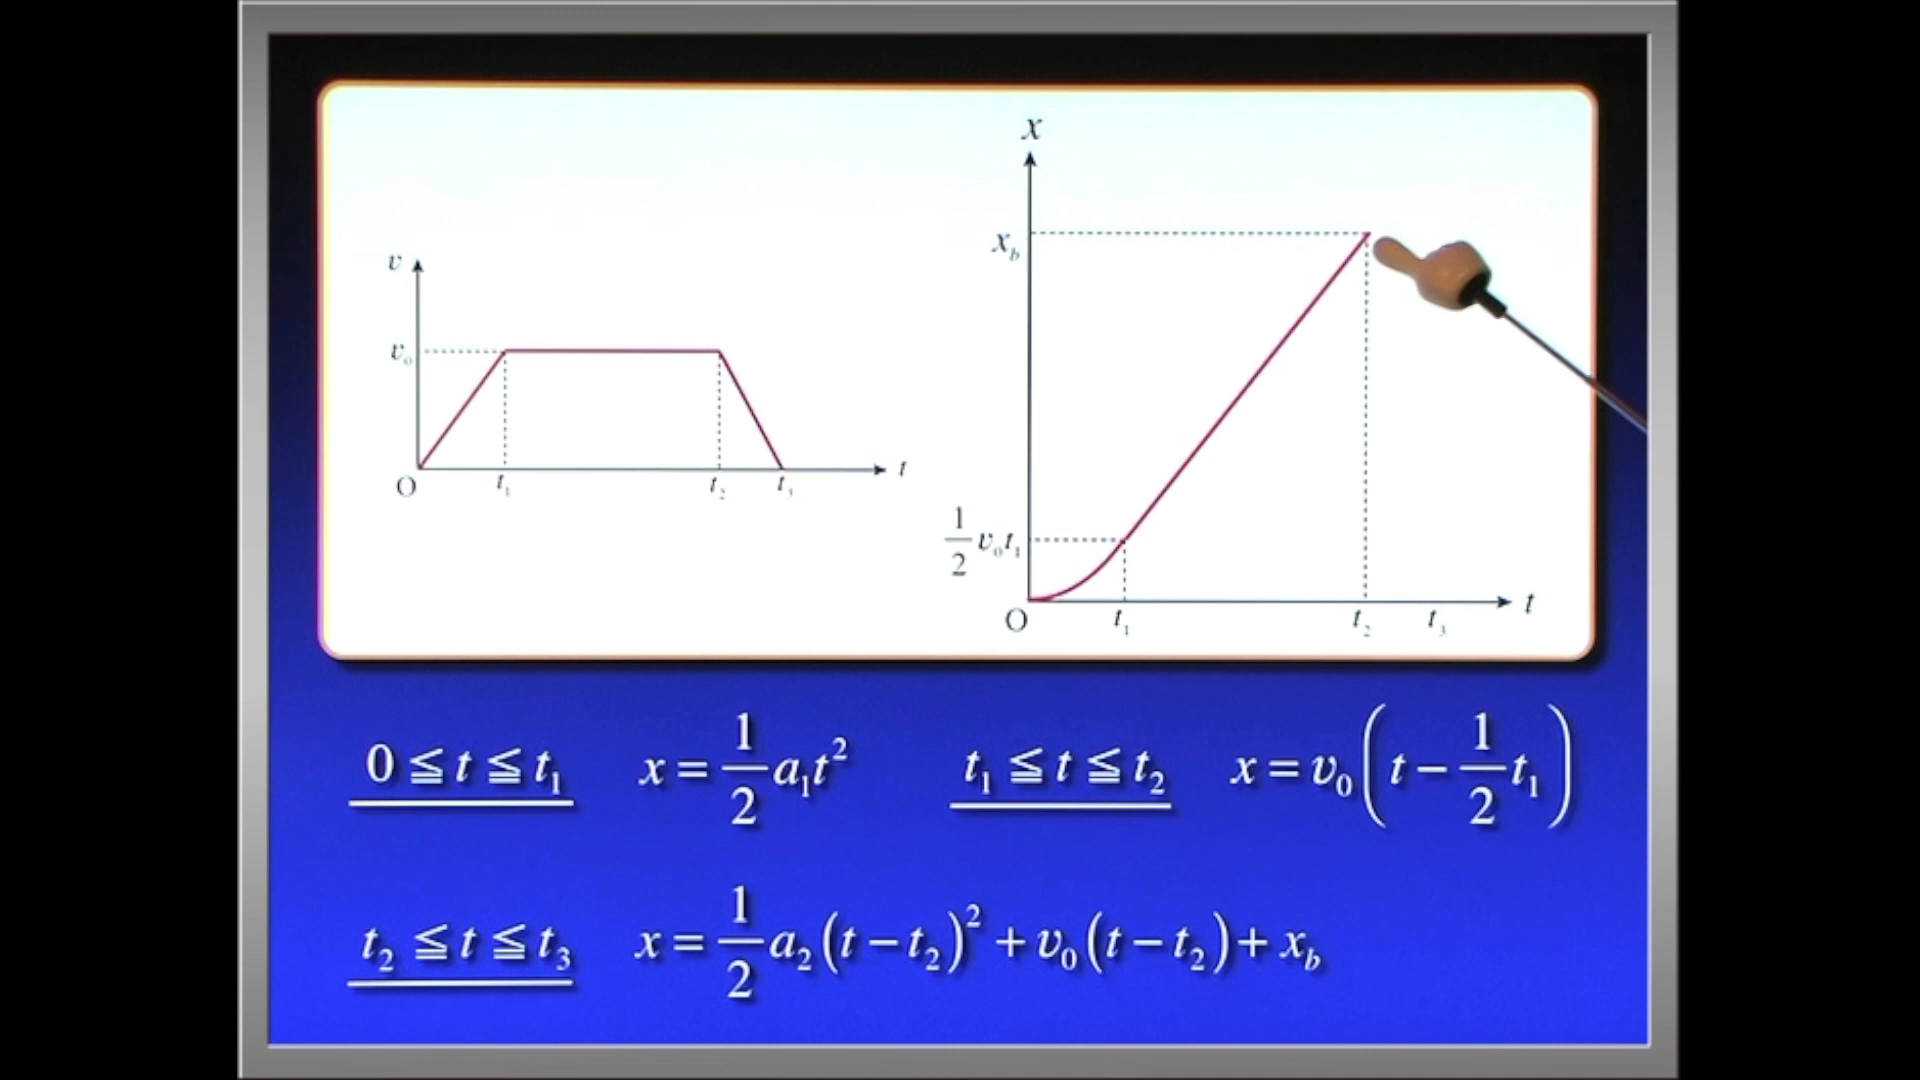 x
x_b
v
v₀
t
O t₁ t₂ t₃
1/2 v₀t₁
t
O t₁ t₂ t₃
0 ≦ t ≦ t₁ x = 1/2 a₁t² t₁ ≦ t ≦ t₂ x = v₀(t − 1/2 t₁)
t₂ ≦ t ≦ t₃ x = 1/2 a₂(t − t₂)² + v₀(t − t₂) + x_b